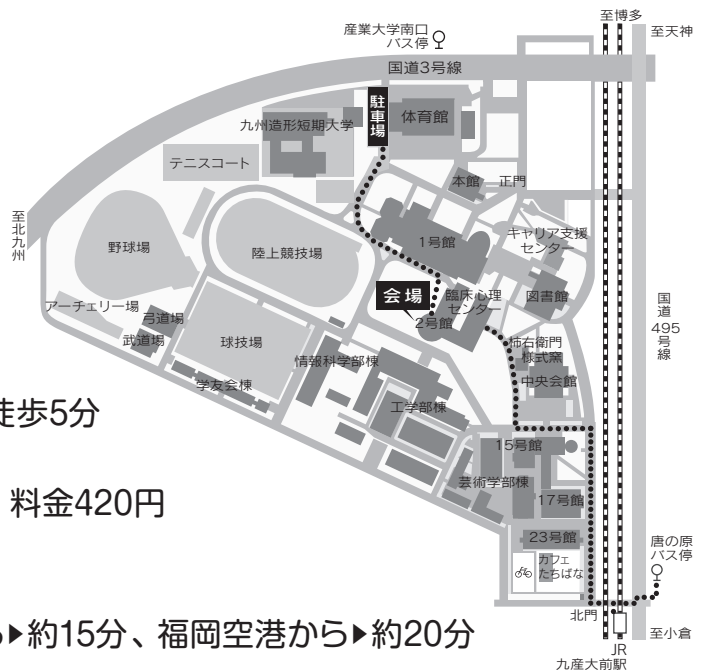 至博多
至天神
産業大学南口
バス停
国道3号線
駐車場
体育館
九州造形短期大学
テニスコート
本館
正門
至北九州
1号館
キャリア支援
センター
野球場
陸上競技場
会場
臨床心理
センター
図書館
2号館
国道
495
号線
アーチェリー場
弓道場
武道場
球技場
情報科学部棟
柿右衛門
様式窯
中央会館
学友会棟
工学部棟
徒歩5分
15号館
芸術学部棟
17号館
料金420円
23号館
唐の原
バス停
カフェ
たちばな
北門
ら▶約15分、福岡空港から▶約20分
至小倉
JR
九産大前駅